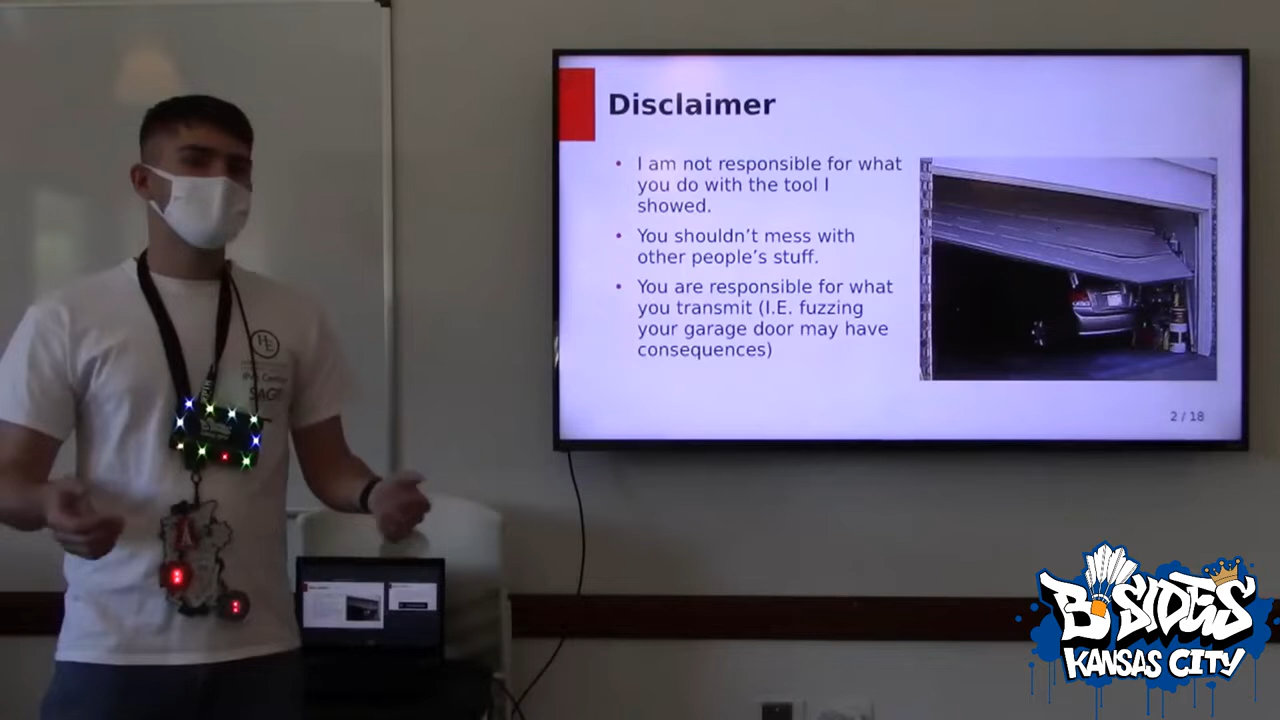 Disclaimer
• I am not responsible for what
you do with the tool I
showed.
• You shouldn’t mess with
other people’s stuff.
• You are responsible for what
you transmit (I.E. fuzzing
your garage door may have
consequences)
2 / 18
HE
B·SIDES
KANSAS CITY